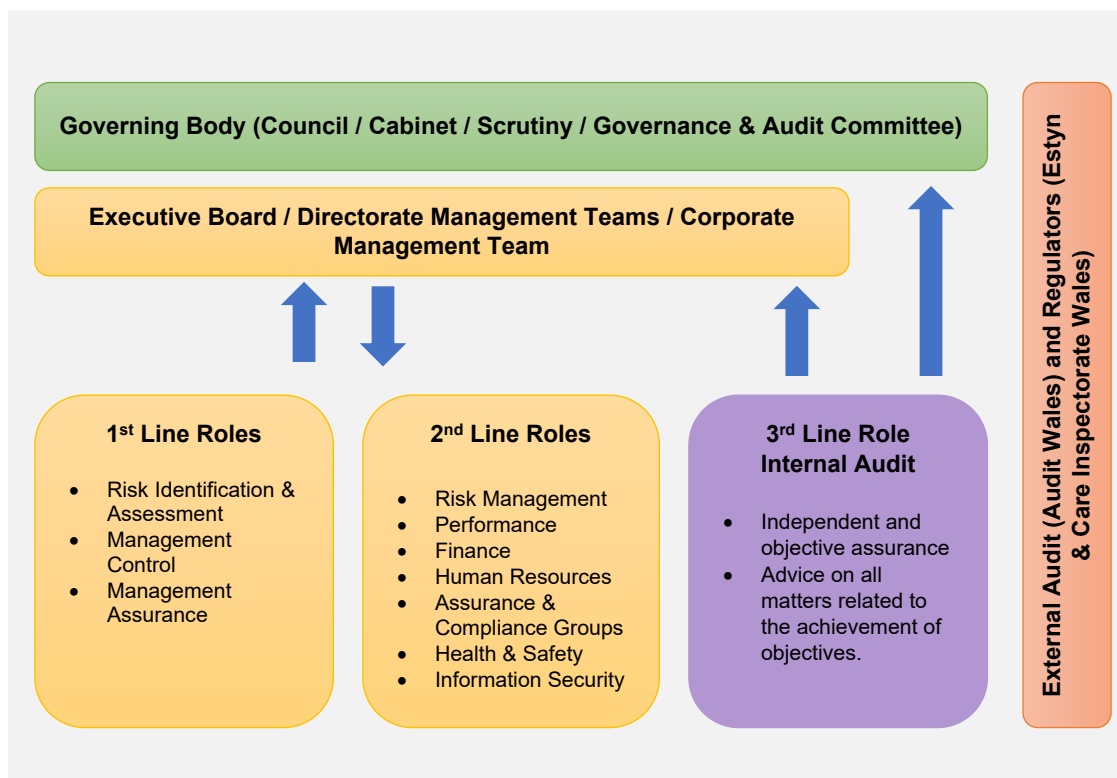 Governing Body (Council / Cabinet / Scrutiny / Governance & Audit Committee)
Executive Board / Directorate Management Teams / Corporate
Management Team
1st Line Roles
• Risk Identification &
Assessment
• Management
Control
• Management
Assurance
2nd Line Roles
• Risk Management
• Performance
• Finance
• Human Resources
• Assurance &
Compliance Groups
• Health & Safety
• Information Security
3rd Line Role
Internal Audit
• Independent and
objective assurance
• Advice on all
matters related to
the achievement of
objectives.
External Audit (Audit Wales) and Regulators (Estyn
& Care Inspectorate Wales)